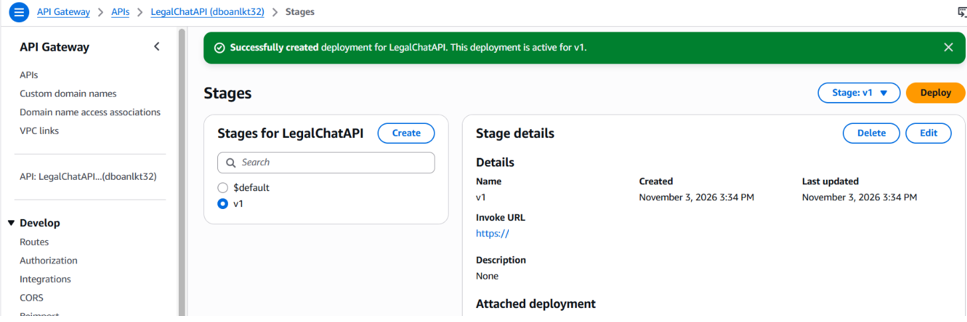 API Gateway > APIs > LegalChatAPI (dboanlkt32) > Stages
API Gateway
APIs
Custom domain names
Domain name access associations
VPC links
API: LegalChatAPI...(dboanlkt32)
Develop
Routes
Authorization
Integrations
CORS
Reimport
Successfully created deployment for LegalChatAPI. This deployment is active for v1.
Stages
Stage: v1
Deploy
Stages for LegalChatAPI
Create
Search
$default
v1
Stage details
Delete
Edit
Details
Name
v1
Created
November 3, 2026 3:34 PM
Last updated
November 3, 2026 3:34 PM
Invoke URL
https://
Description
None
Attached deployment